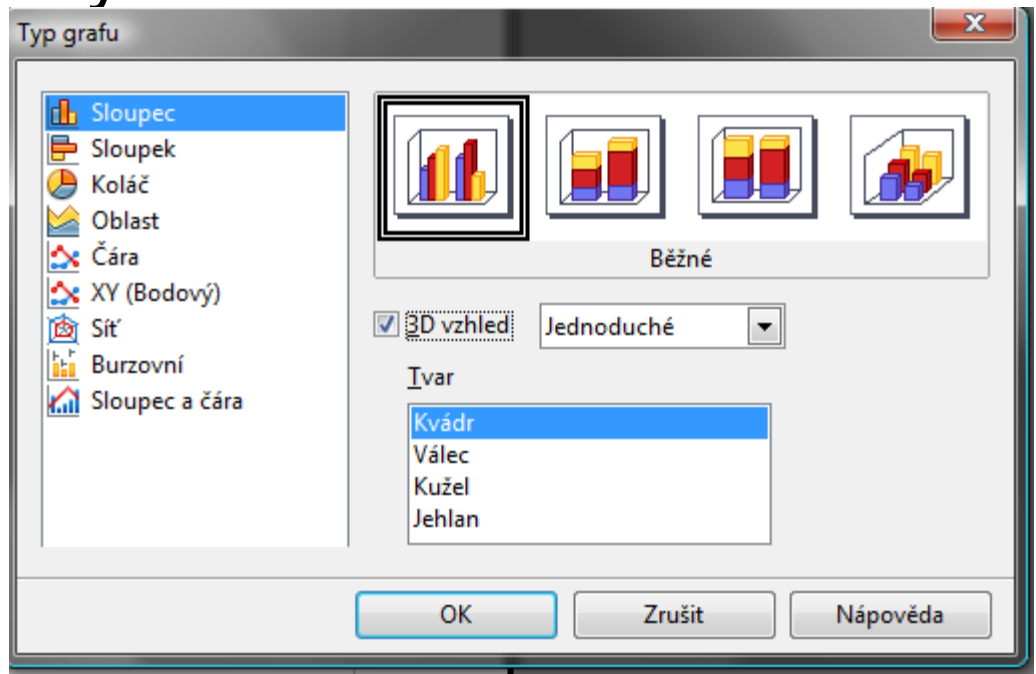 Typ grafu
Sloupec
Sloupek
Koláč
Oblast
Čára
XY (Bodový)
Síť
Burzovní
Sloupec a čára
Běžné
3D vzhled
Jednoduché
Tvar
Kvádr
Válec
Kužel
Jehlan
OK
Zrušit
Nápověda